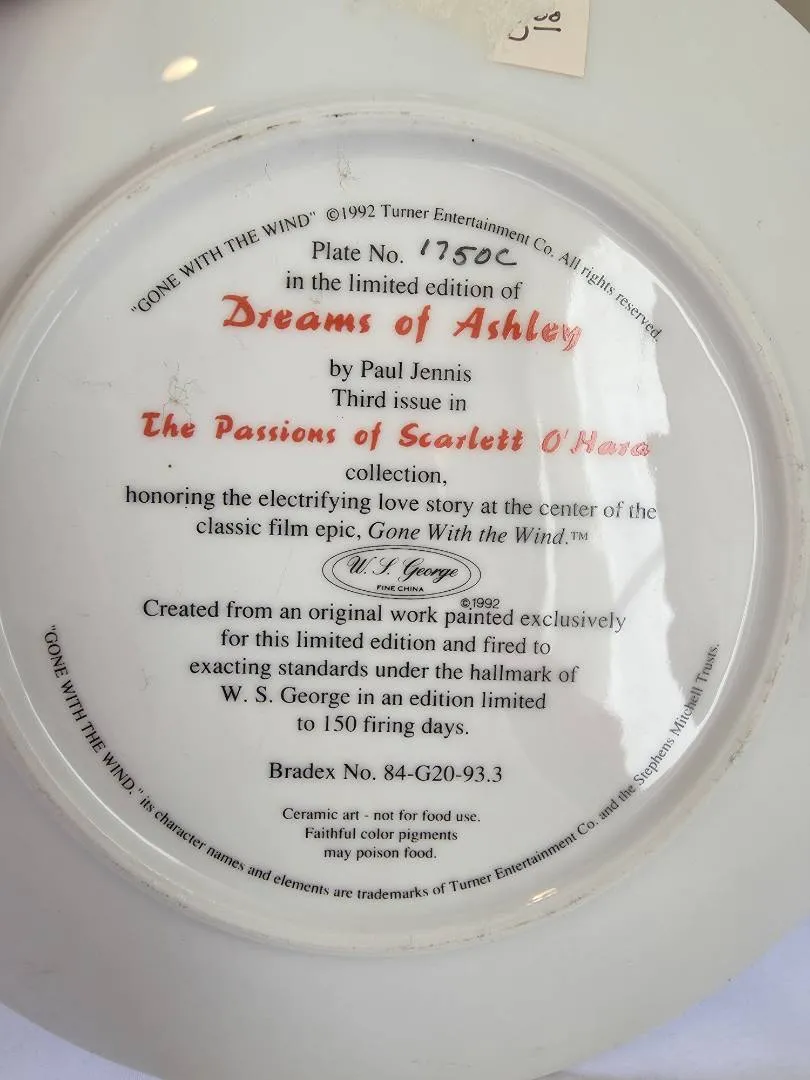 "GONE WITH THE WIND" ©1992 Turner Entertainment Co. All rights reserved.
Plate No. 1750C
in the limited edition of
Dreams of Ashley
by Paul Jennis
Third issue in
The Passions of Scarlett O'Hara
collection,
honoring the electrifying love story at the center of the
classic film epic, Gone With the Wind.™
W. S. George
FINE CHINA
©1992
Created from an original work painted exclusively
for this limited edition and fired to
exacting standards under the hallmark of
W. S. George in an edition limited
to 150 firing days.
Bradex No. 84-G20-93.3
Ceramic art - not for food use.
Faithful color pigments
may poison food.
"GONE WITH THE WIND." its character names and elements are trademarks of Turner Entertainment Co. and the Stephens Mitchell Trusts.